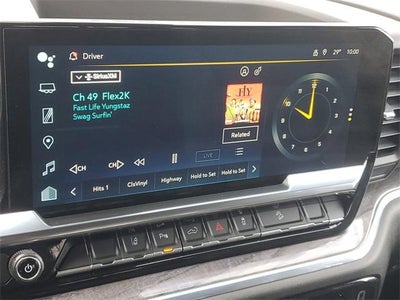 Driver
29°
10:00
SiriusXM
Ch 49 Flex2K
Fast Life Yungstaz
Swag Surfin'
Related
CH
CH
LIVE
Hits 1
ClsVinyl
Highway
Hold to Set
Hold to Set